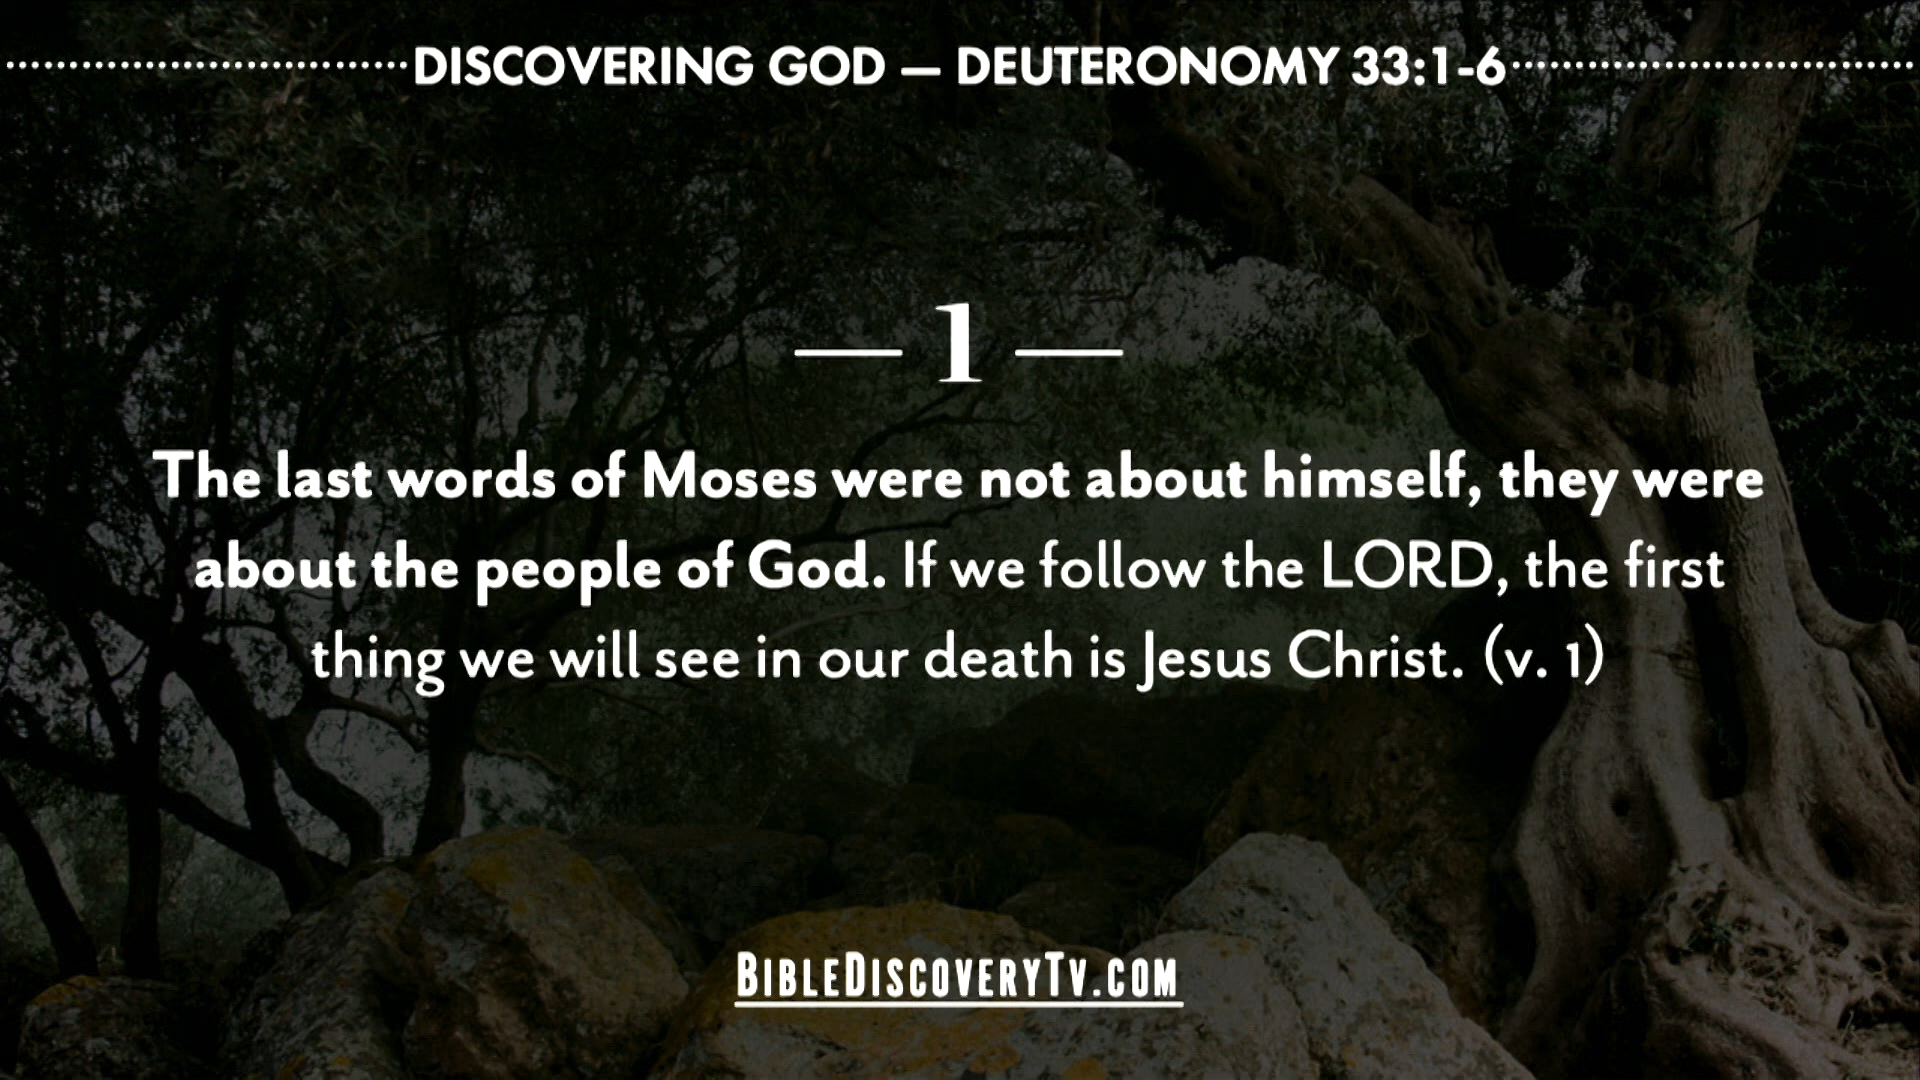 DISCOVERING GOD — DEUTERONOMY 33:1-6
— 1 —
The last words of Moses were not about himself, they were
about the people of God. If we follow the LORD, the first
thing we will see in our death is Jesus Christ. (v. 1)
BIBLEDISCOVERYTV.COM